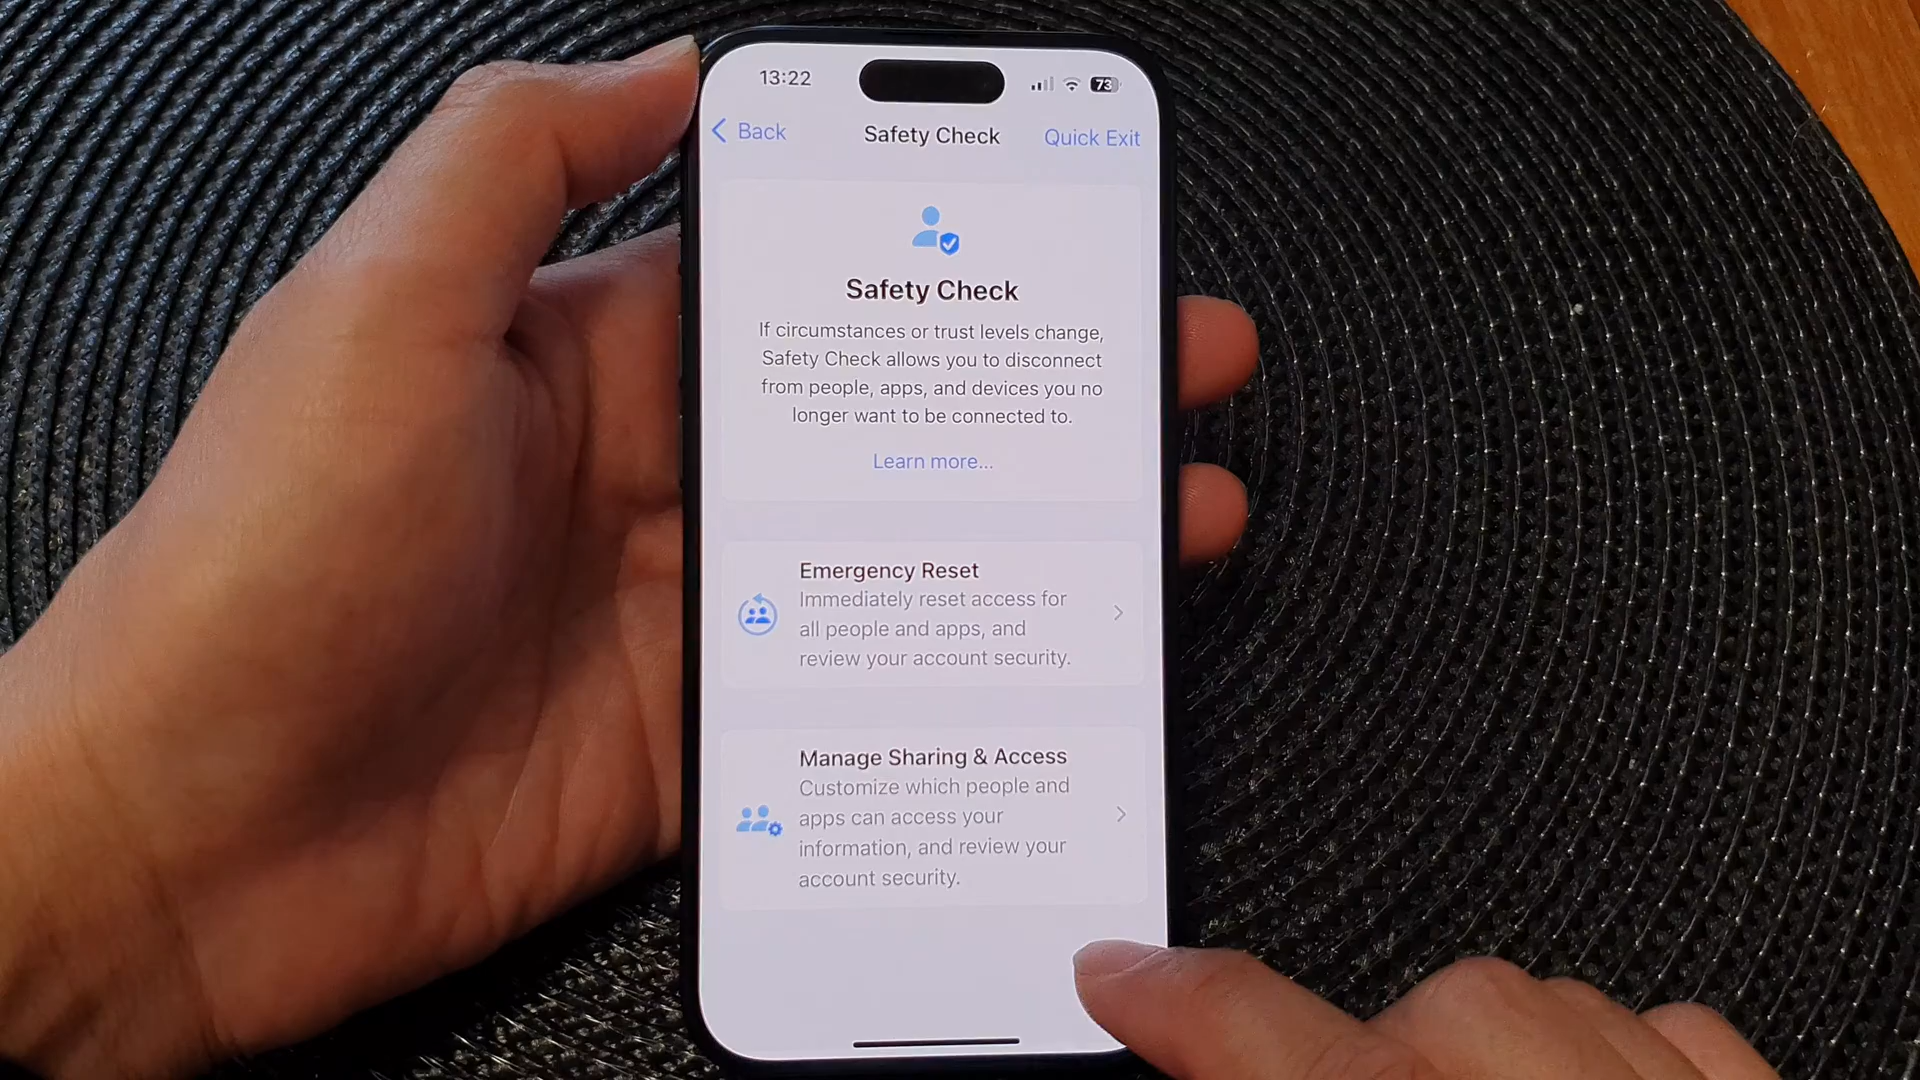 13:22
73
Back
Safety Check
Quick Exit
Safety Check
If circumstances or trust levels change,
Safety Check allows you to disconnect
from people, apps, and devices you no
longer want to be connected to.
Learn more...
Emergency Reset
Immediately reset access for
all people and apps, and
review your account security.
Manage Sharing & Access
Customize which people and
apps can access your
information, and review your
account security.